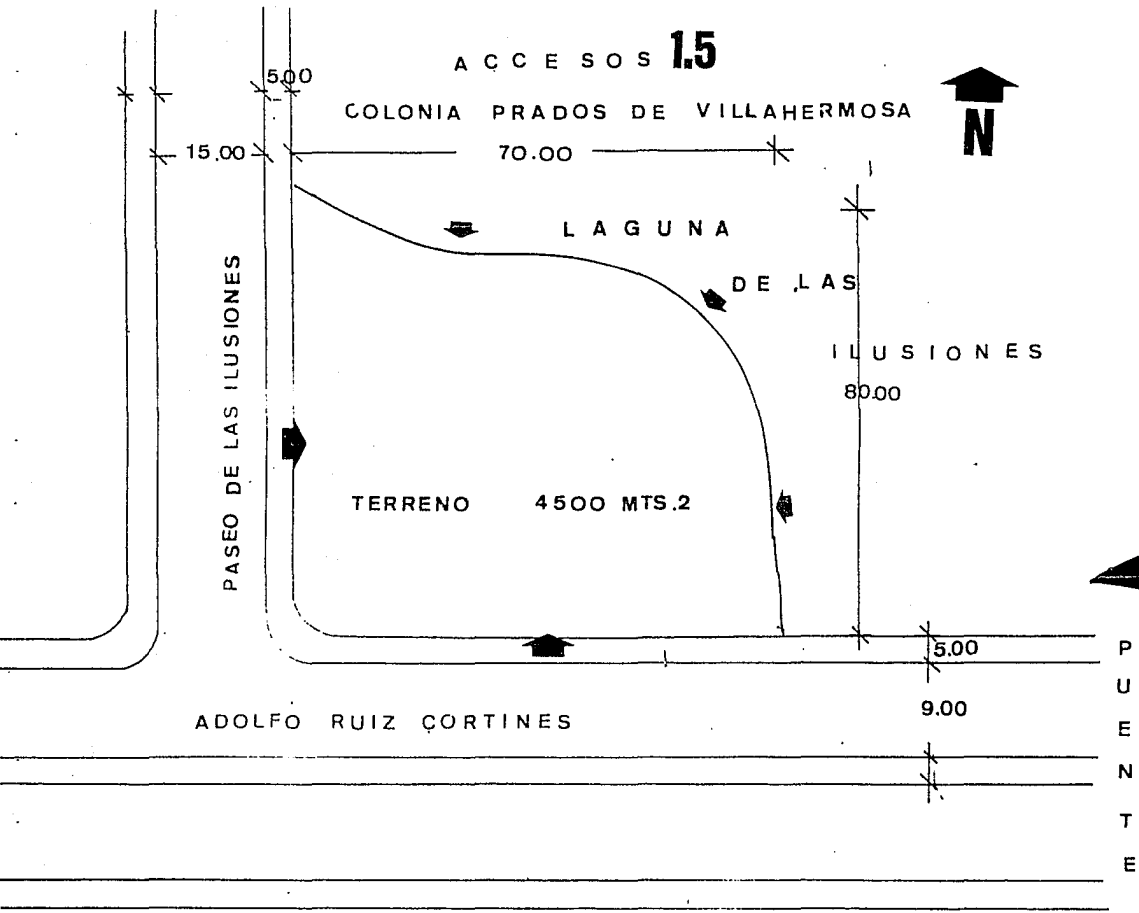 ACCESOS 1.5
5.00
COLONIA PRADOS DE VILLAHERMOSA
N
15.00
70.00
LAGUNA
DE LAS
ILUSIONES
80.00
PASEO DE LAS ILUSIONES
TERRENO 4500 MTS.2
5.00
9.00
ADOLFO RUIZ CORTINES
PUENTE